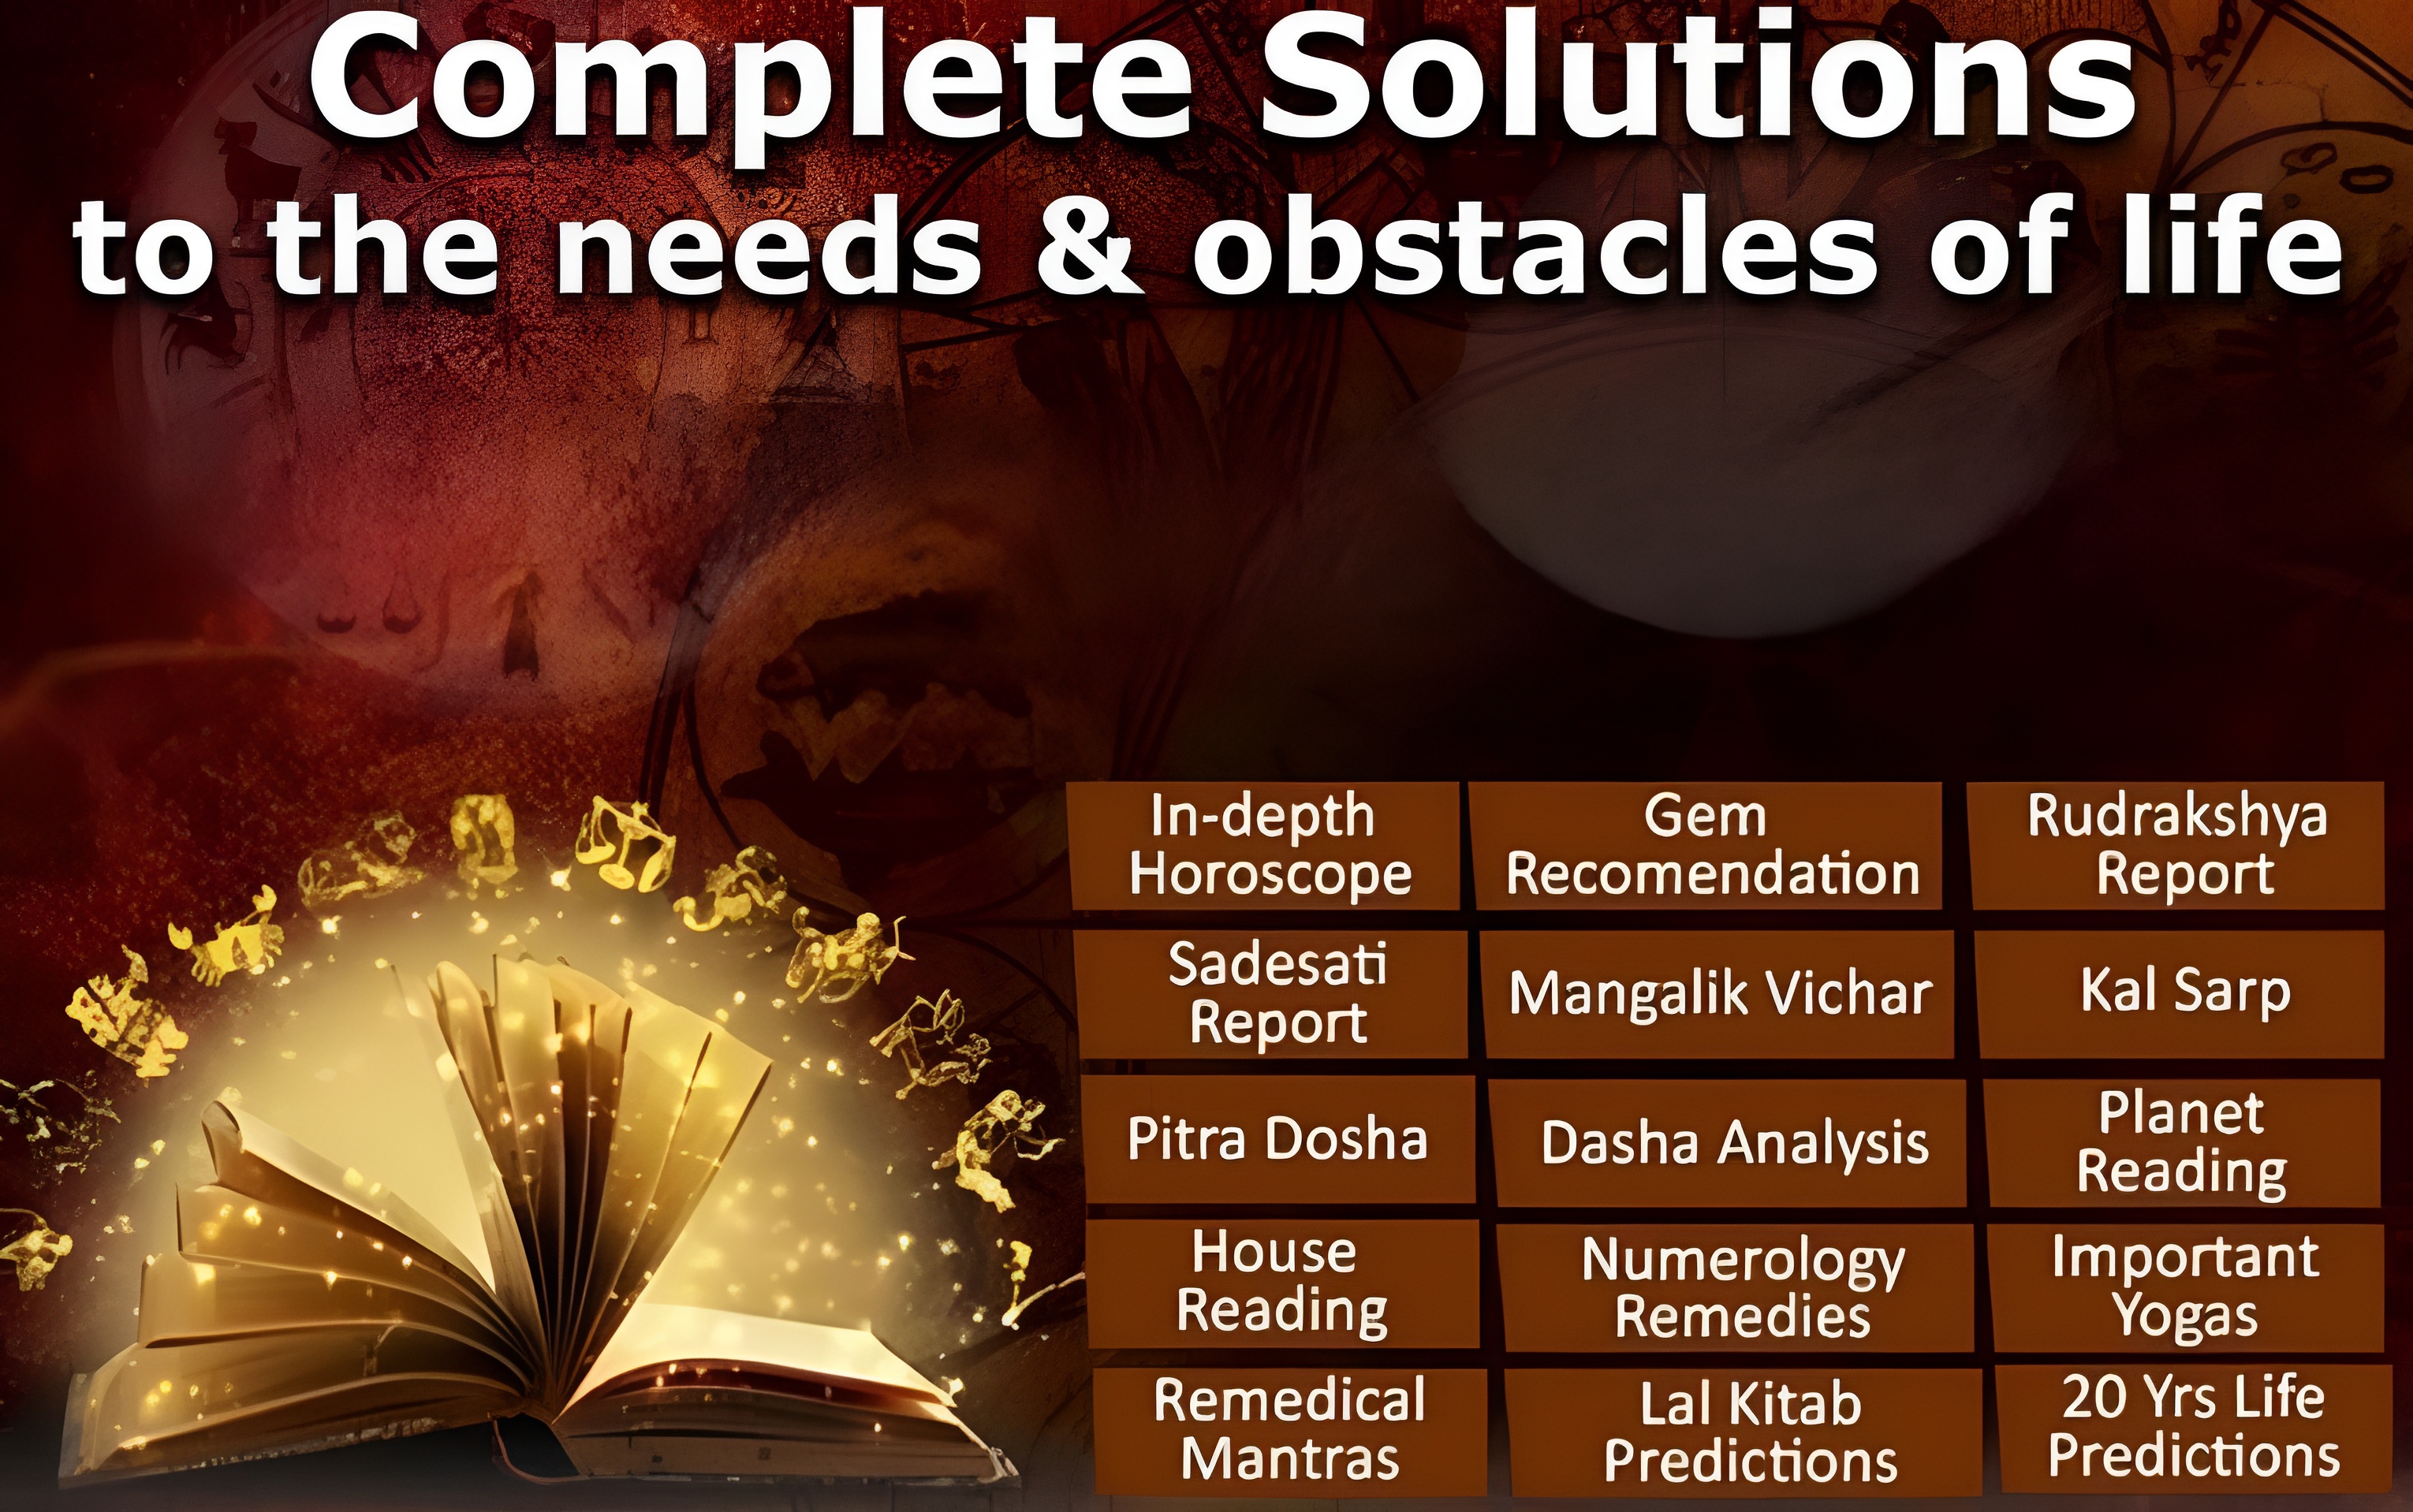 Complete Solutions
to the needs & obstacles of life
In-depth
Horoscope
Gem
Recomendation
Rudrakshya
Report
Sadesati
Report
Mangalik Vichar
Kal Sarp
Pitra Dosha
Dasha Analysis
Planet
Reading
House
Reading
Numerology
Remedies
Important
Yogas
Remedical
Mantras
Lal Kitab
Predictions
20 Yrs Life
Predictions